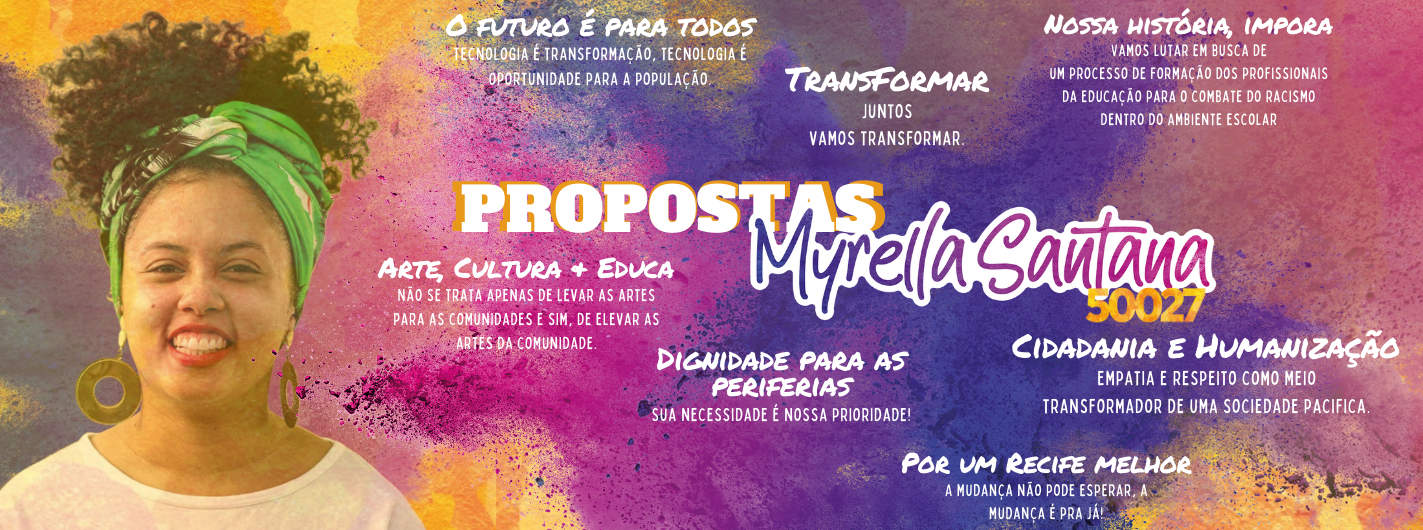 O FUTURO É PARA TODOS
TECNOLOGIA É TRANSFORMAÇÃO, TECNOLOGIA É
OPORTUNIDADE PARA A POPULAÇÃO.
TRANSFORMAR
JUNTOS
VAMOS TRANSFORMAR.
NOSSA HISTÓRIA, IMPORA
VAMOS LUTAR EM BUSCA DE
UM PROCESSO DE FORMAÇÃO DOS PROFISSIONAIS
DA EDUCAÇÃO PARA O COMBATE DO RACISMO
DENTRO DO AMBIENTE ESCOLAR
PROPOSTAS
Myrella Santana
50027
ARTE, CULTURA + EDUCA
NÃO SE TRATA APENAS DE LEVAR AS ARTES
PARA AS COMUNIDADES E SIM, DE ELEVAR AS
ARTES DA COMUNIDADE.
DIGNIDADE PARA AS
PERIFERIAS
SUA NECESSIDADE É NOSSA PRIORIDADE!
CIDADANIA E HUMANIZAÇÃO
EMPATIA E RESPEITO COMO MEIO
TRANSFORMADOR DE UMA SOCIEDADE PACIFICA.
POR UM RECIFE MELHOR
A MUDANÇA NÃO PODE ESPERAR, A
MUDANÇA É PRA JÁ!